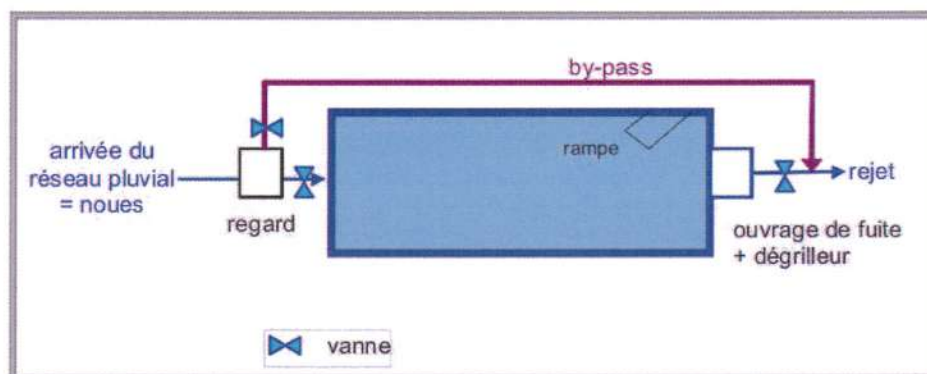 by-pass
arrivée du
réseau pluvial
= noues
rampe
rejet
regard
ouvrage de fuite
+ dégrilleur
vanne